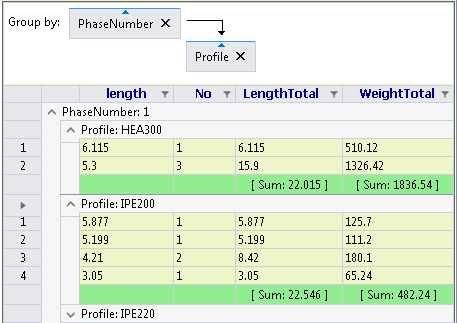 Group by: PhaseNumber ×
Profile ×
length No LengthTotal WeightTotal
PhaseNumber: 1
Profile: HEA300
1 6.115 1 6.115 510.12
2 5.3 3 15.9 1326.42
[ Sum: 22.015 ] [ Sum: 1836.54 ]
Profile: IPE200
1 5.877 1 5.877 125.7
2 5.199 1 5.199 111.2
3 4.21 2 8.42 180.1
4 3.05 1 3.05 65.24
[ Sum: 22.546 ] [ Sum: 482.24 ]
Profile: IPE220